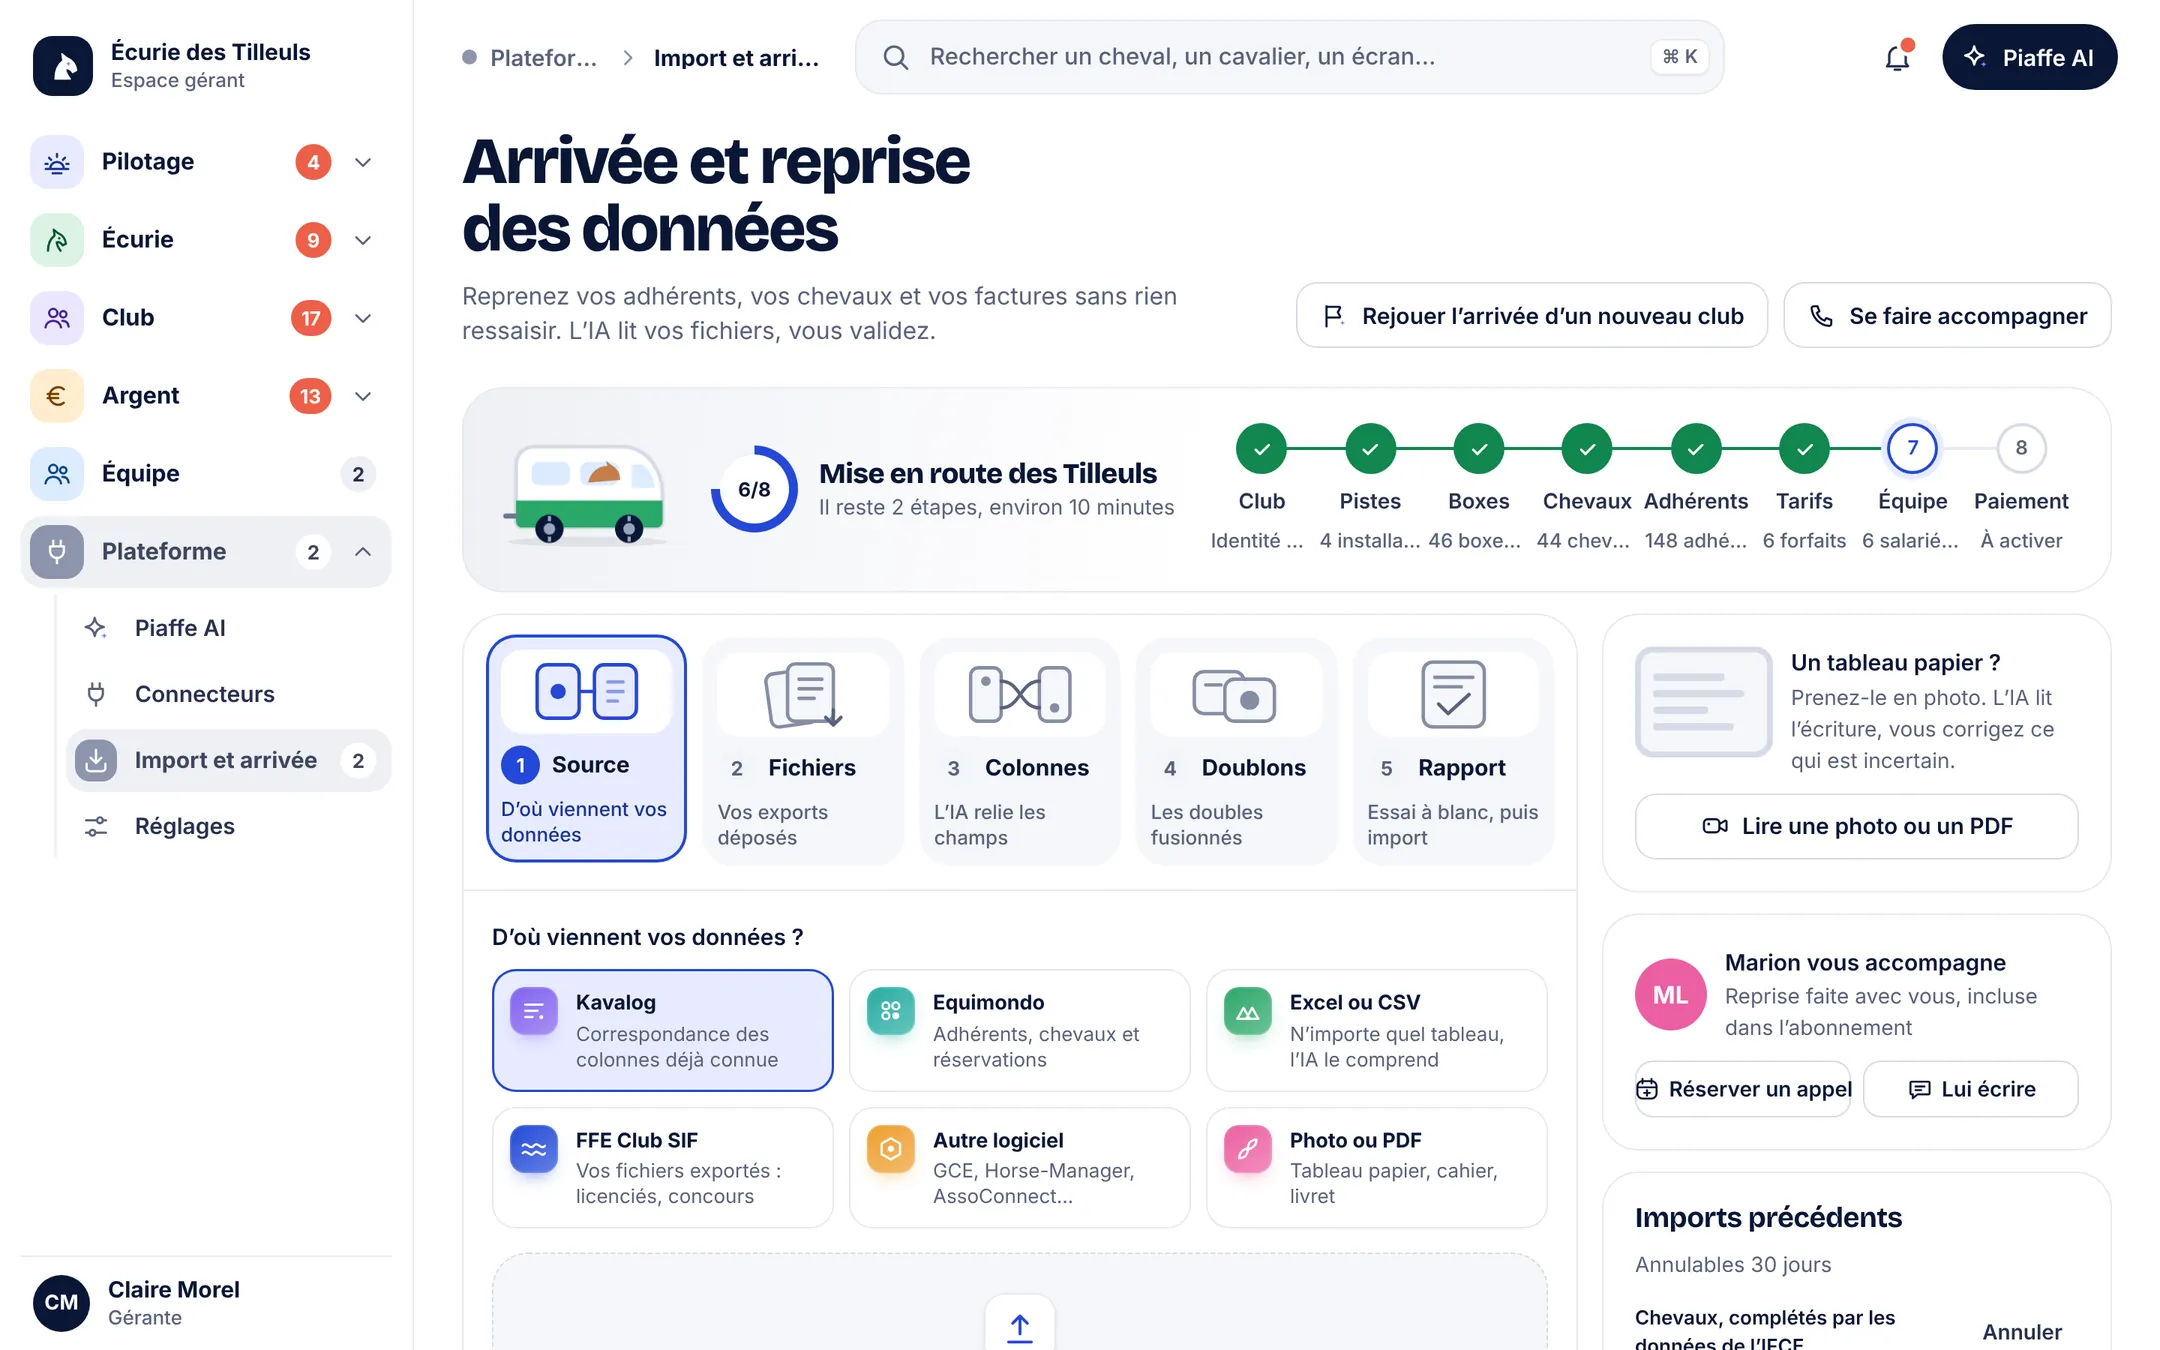 Écurie des Tilleuls
Espace gérant
Pilotage
4
Écurie
9
Club
17
Argent
13
Équipe
2
Plateforme
2
Piaffe AI
Connecteurs
Import et arrivée
2
Réglages
CM
Claire Morel
Gérante
Platefor…
Import et arri…
Rechercher un cheval, un cavalier, un écran…
⌘ K
Piaffe AI
Arrivée et reprise
des données
Reprenez vos adhérents, vos chevaux et vos factures sans rien
ressaisir. L’IA lit vos fichiers, vous validez.
Rejouer l’arrivée d’un nouveau club
Se faire accompagner
6/8
Mise en route des Tilleuls
Il reste 2 étapes, environ 10 minutes
7
8
Club
Pistes
Boxes
Chevaux
Adhérents
Tarifs
Équipe
Paiement
Identité …
4 installa…
46 boxe…
44 chev…
148 adhé…
6 forfaits
6 salarié…
À activer
1 Source
D’où viennent vos
données
2 Fichiers
Vos exports
déposés
3 Colonnes
L’IA relie les
champs
4 Doublons
Les doubles
fusionnés
5 Rapport
Essai à blanc, puis
import
D’où viennent vos données ?
Kavalog
Correspondance des
colonnes déjà connue
Equimondo
Adhérents, chevaux et
réservations
Excel ou CSV
N’importe quel tableau,
l’IA le comprend
FFE Club SIF
Vos fichiers exportés :
licenciés, concours
Autre logiciel
GCE, Horse-Manager,
AssoConnect…
Photo ou PDF
Tableau papier, cahier,
livret
Un tableau papier ?
Prenez-le en photo. L’IA lit
l’écriture, vous corrigez ce
qui est incertain.
Lire une photo ou un PDF
ML
Marion vous accompagne
Reprise faite avec vous, incluse
dans l’abonnement
Réserver un appel
Lui écrire
Imports précédents
Annulables 30 jours
Chevaux, complétés par les
données de l’IFCE
Annuler